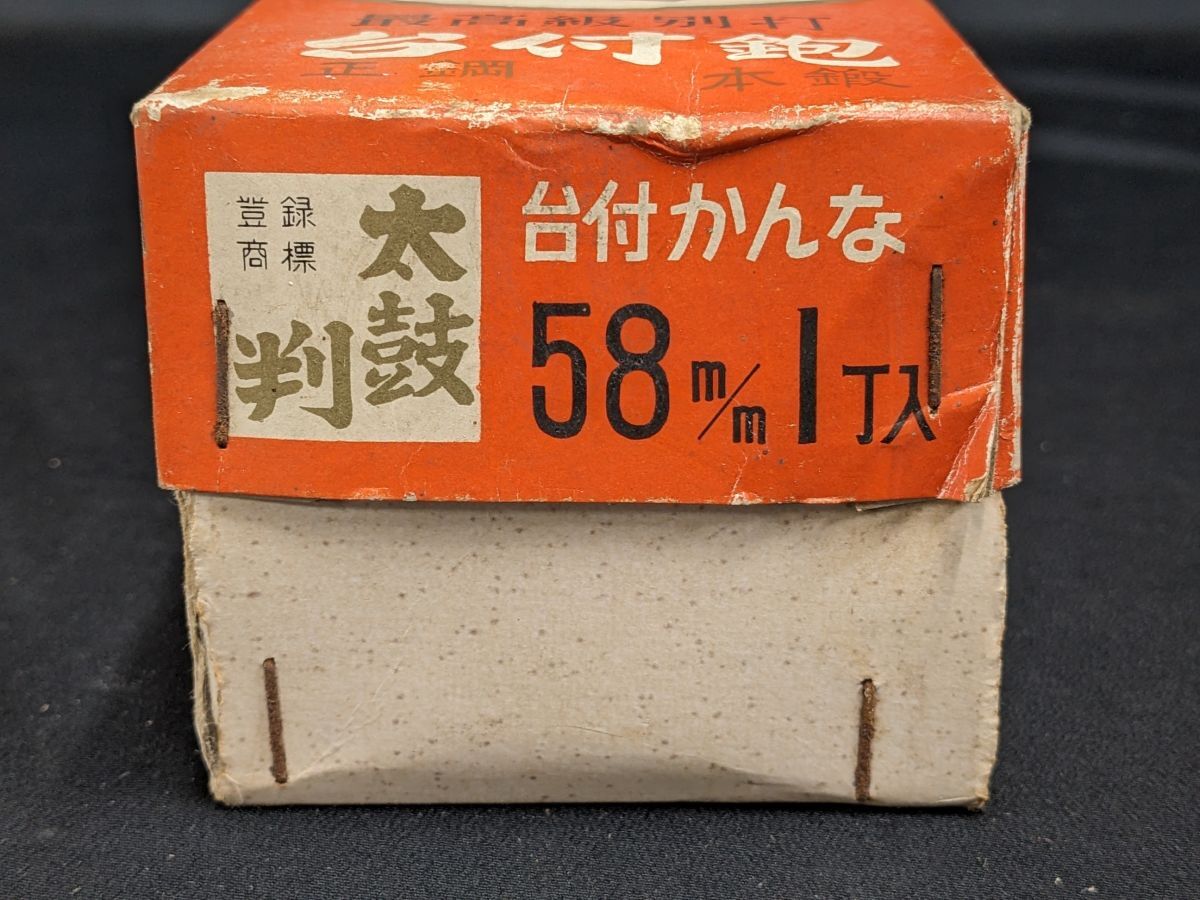 最高級別打
台付鉋
正鋼 本鍛
登録
商標
太鼓
判
台付かんな
58m/m 1丁入